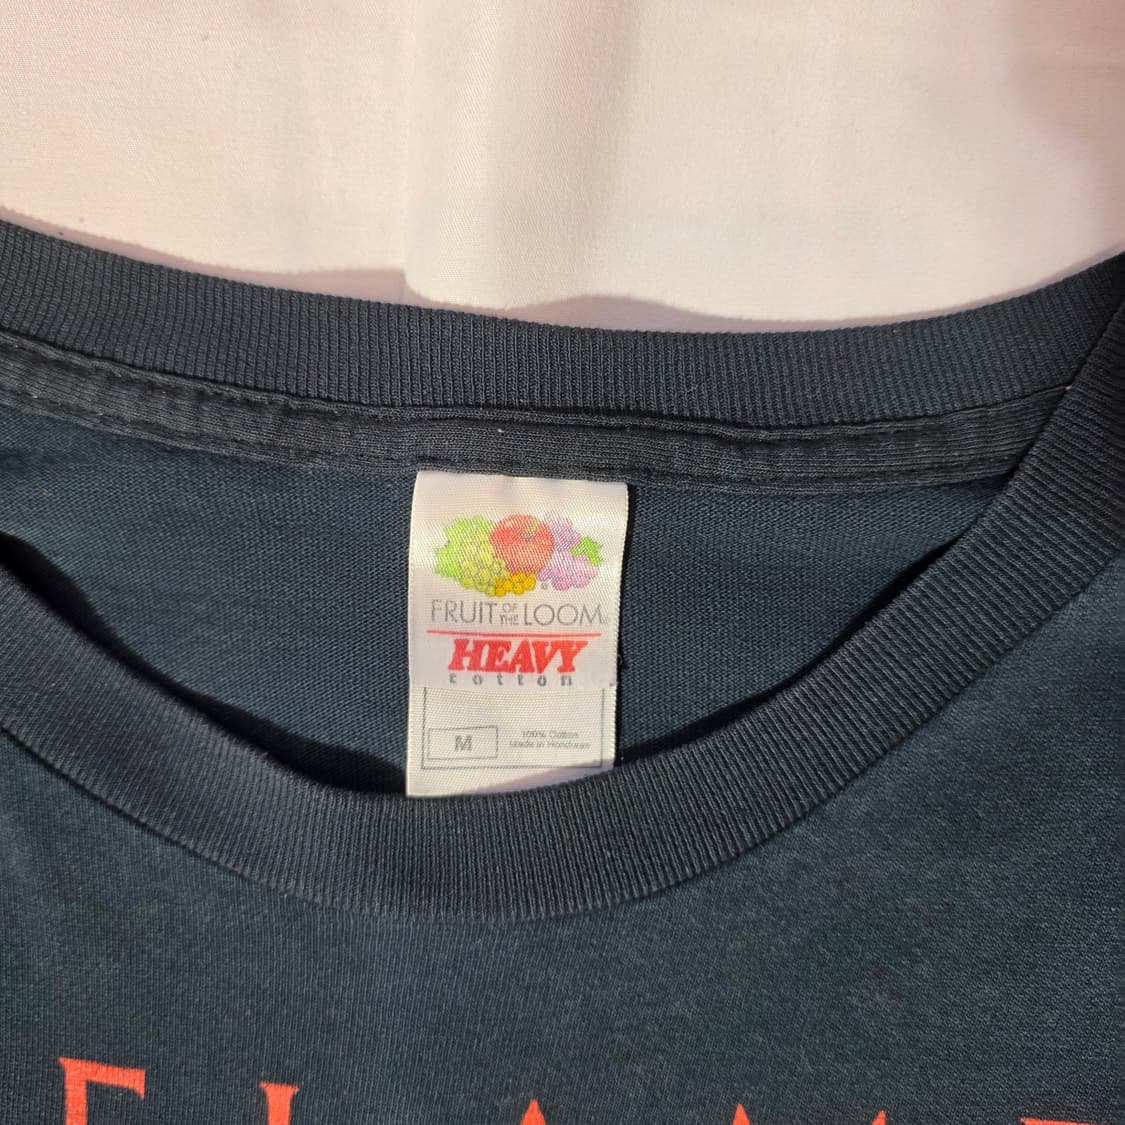 FRUIT OF THE LOOM
HEAVY
cotton
M
100% Cotton
Made in Honduras